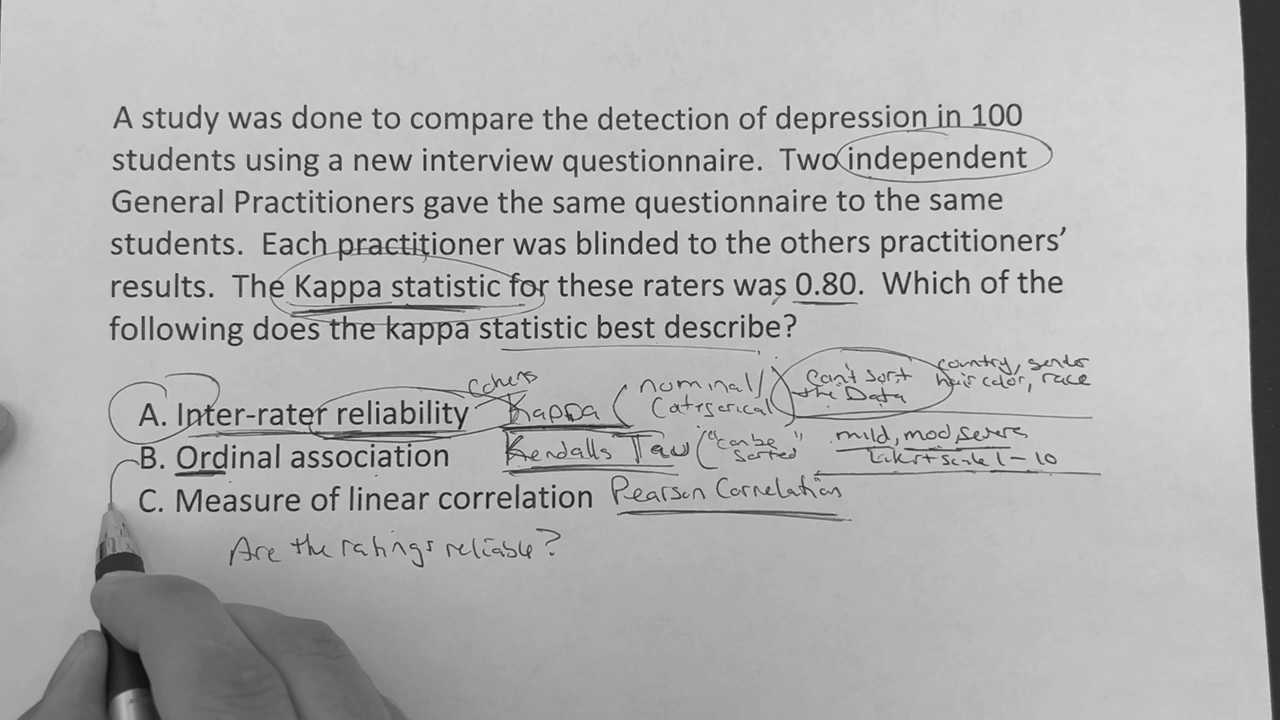 A study was done to compare the detection of depression in 100
students using a new interview questionnaire. Two independent
General Practitioners gave the same questionnaire to the same
students. Each practitioner was blinded to the others practitioners’
results. The Kappa statistic for these raters was 0.80. Which of the
following does the kappa statistic best describe?
country, gender
Cohens nominal/ can't sort hair color, race
A. Inter-rater reliability Kappa ( Categorical ) the Data
B. Ordinal association Kendalls Tau ("can be sorted" mild, mod, severe
Likert scale 1-10
C. Measure of linear correlation Pearson Correlation
Are the ratings reliable?